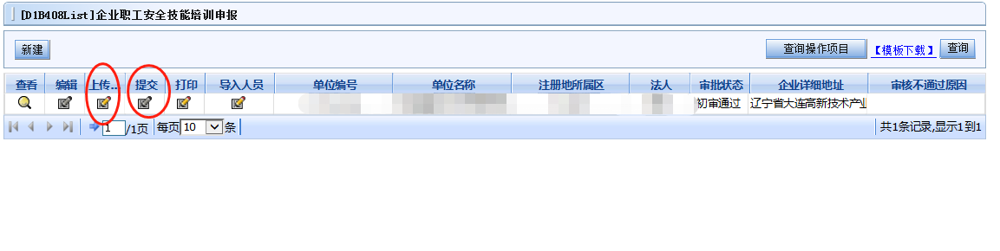 [D1B408List]企业职工安全技能培训申报
新建 查询操作项目 【模板下载】 查询
查看 编辑 上传... 提交 打印 导入人员 单位编号 单位名称 注册地所属区 法人 审批状态 企业详细地址 审核不通过原因
初审通过 辽宁省大连高新技术产业
1 /1页 每页 10 条 共1条记录,显示1到1